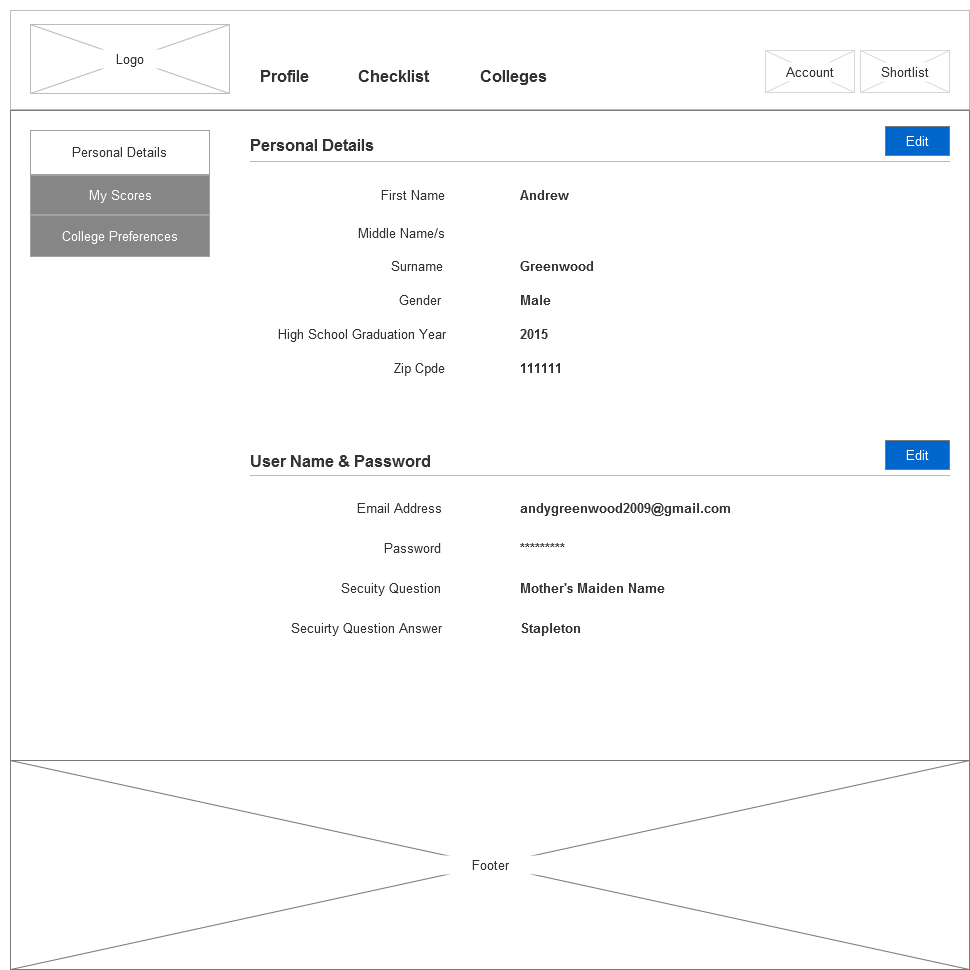 Logo
Profile Checklist Colleges
Account Shortlist
Personal Details
My Scores
College Preferences
Personal Details
Edit
First Name Andrew
Middle Name/s
Surname Greenwood
Gender Male
High School Graduation Year 2015
Zip Cpde 111111
User Name & Password
Edit
Email Address andygreenwood2009@gmail.com
Password *********
Secuity Question Mother's Maiden Name
Secuirty Question Answer Stapleton
Footer